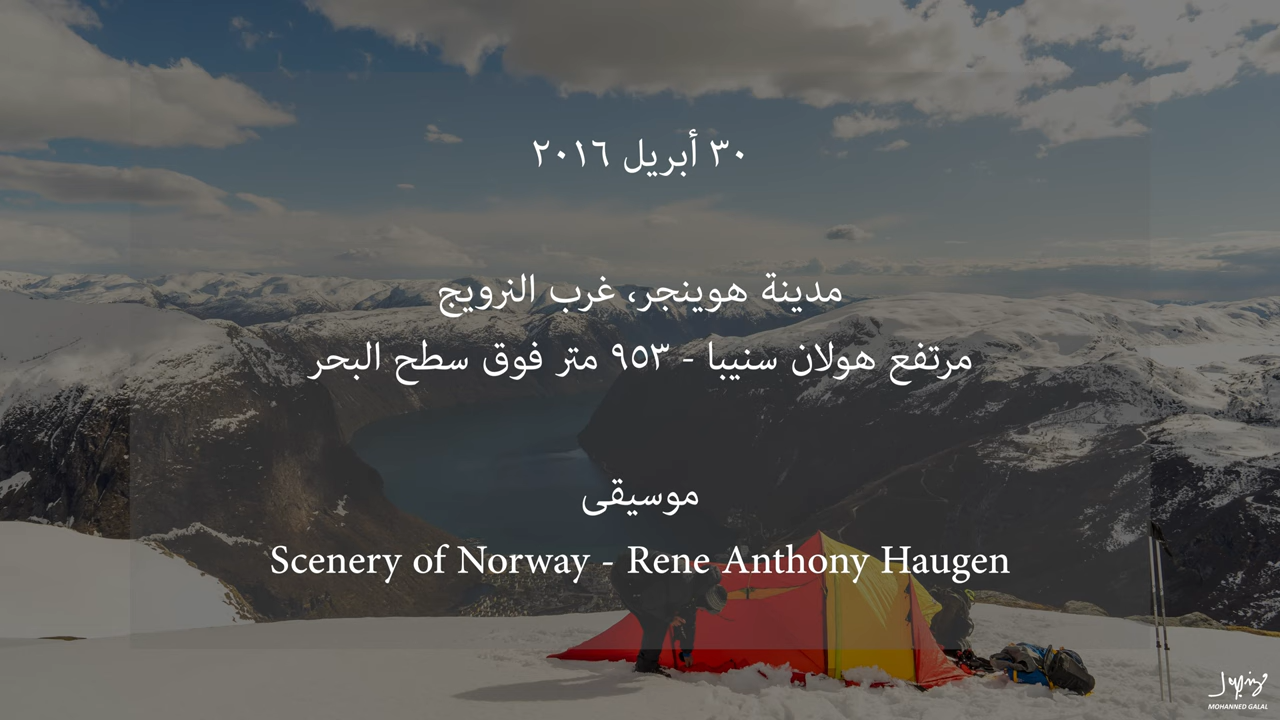 ٣٠ أبريل ٢٠١٦
مدينة هوينجر، غرب النرويج
مرتفع هولان سنيبا - ٩٥٣ متر فوق سطح البحر
موسيقى
Scenery of Norway - Rene Anthony Haugen
MOHANNED GALAL